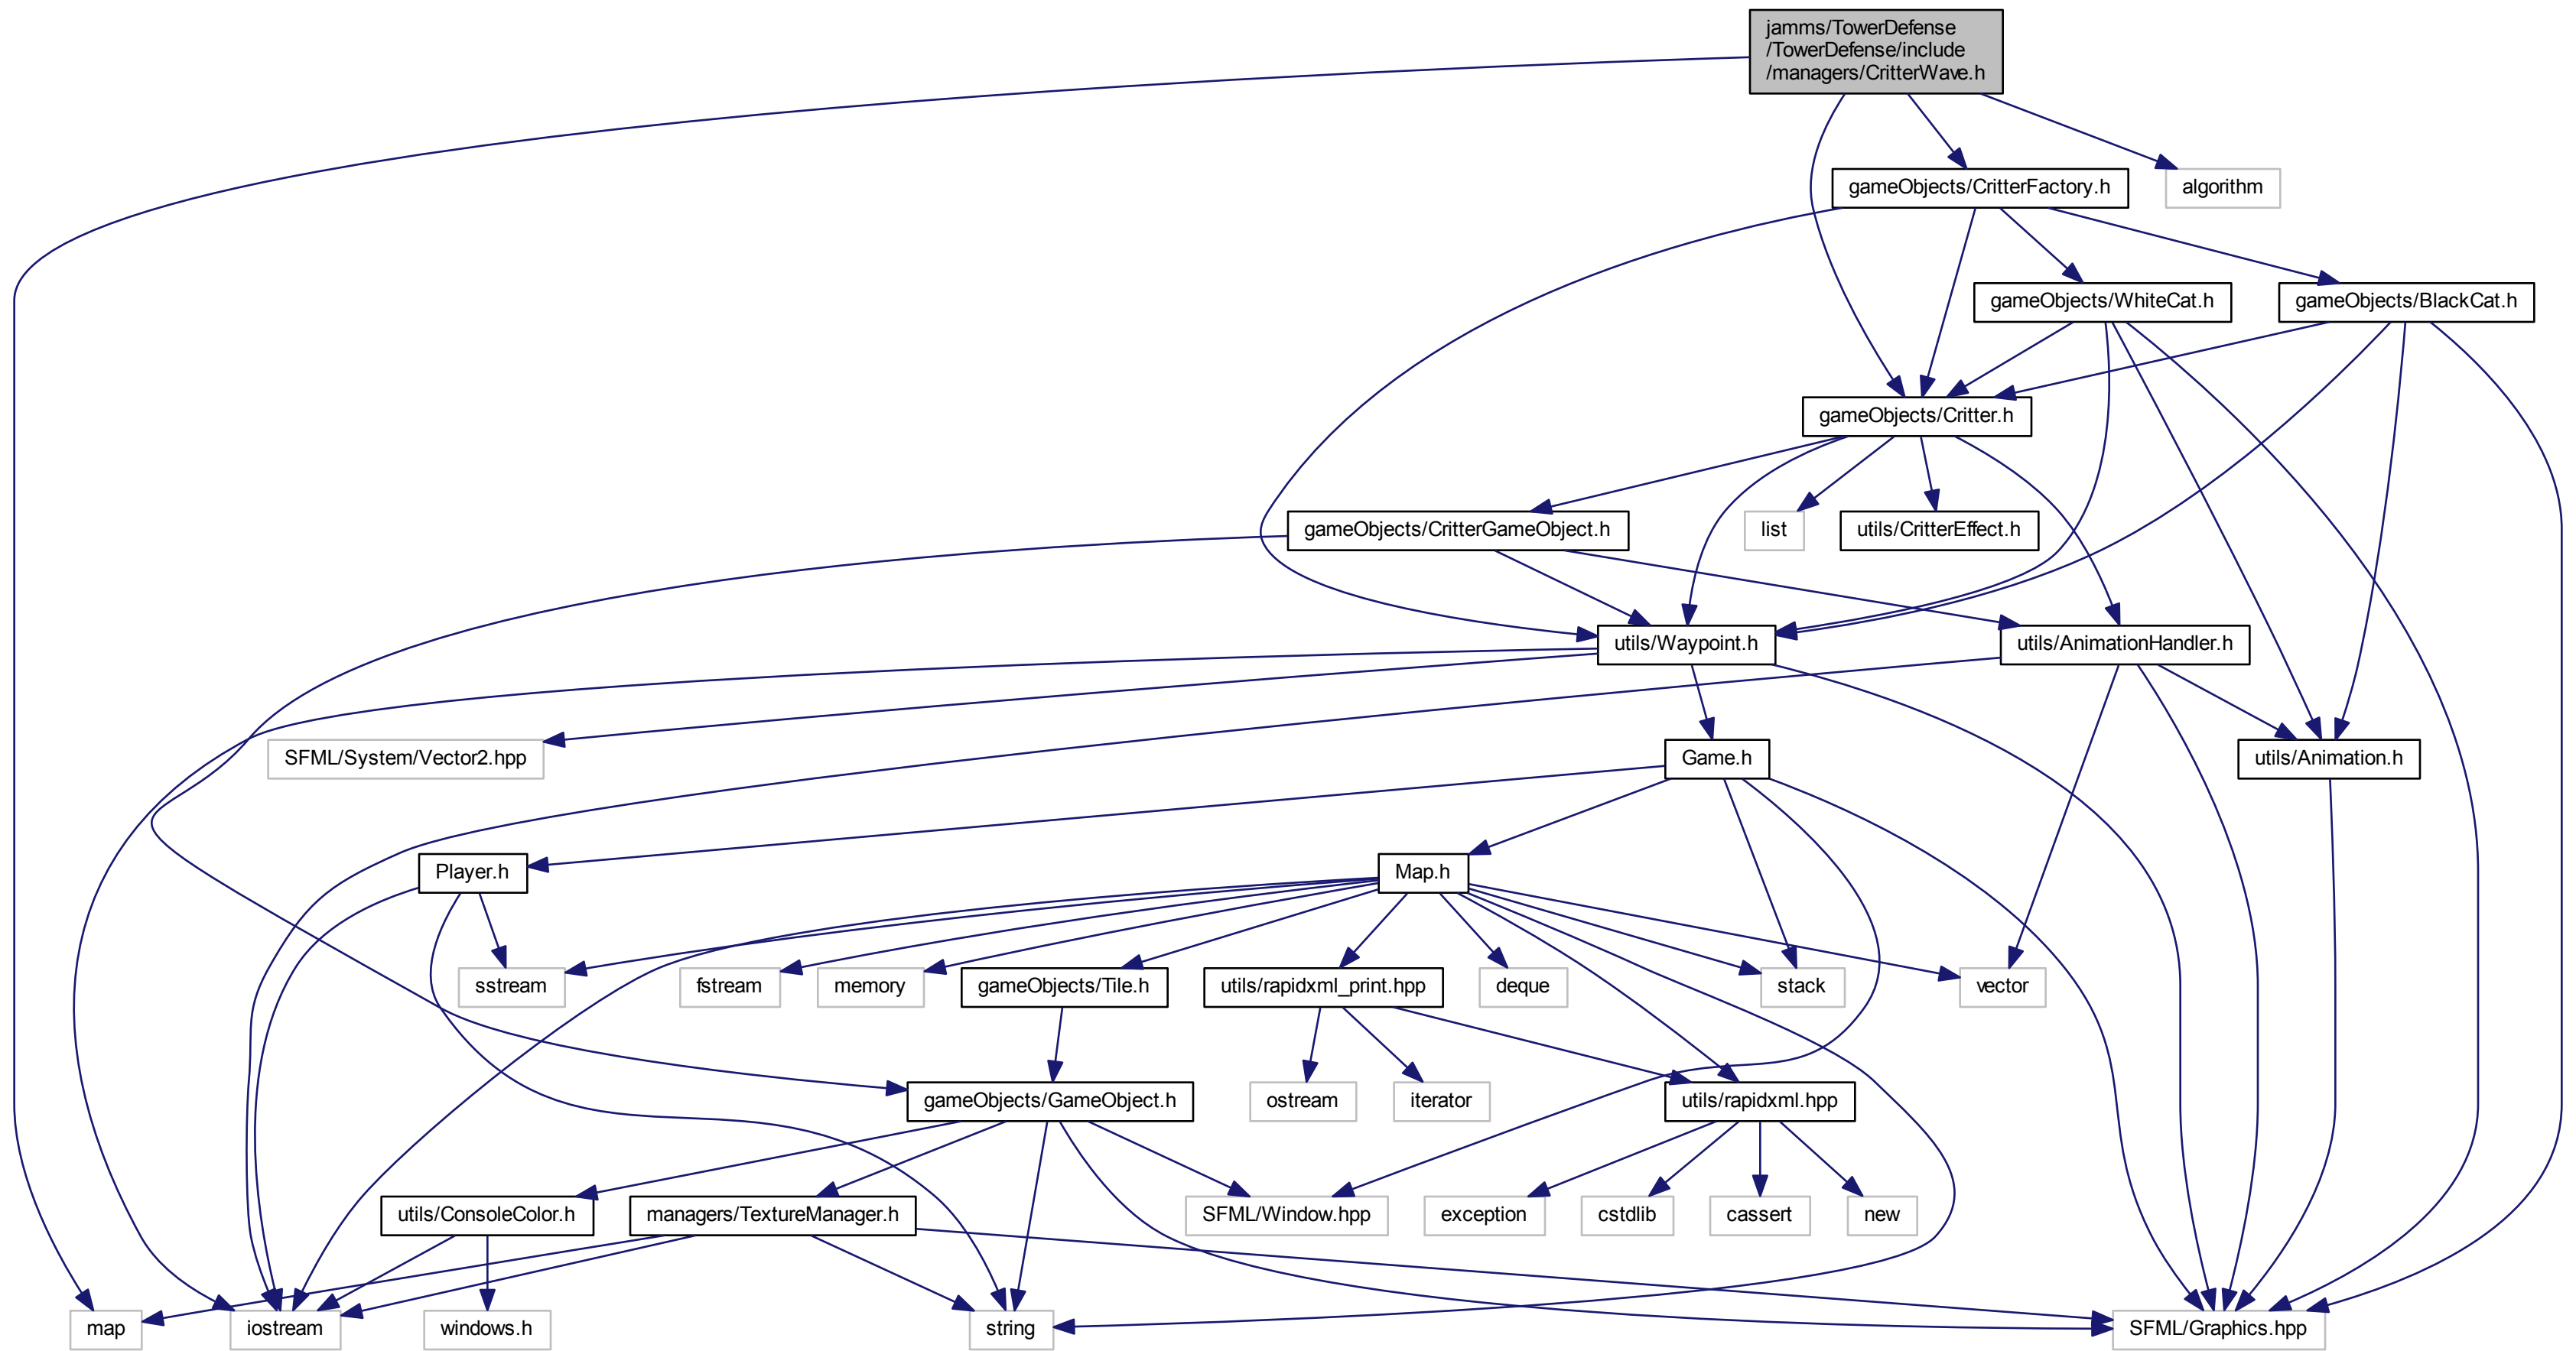 jamms/TowerDefense
/TowerDefense/include
/managers/CritterWave.h
gameObjects/CritterFactory.h
algorithm
gameObjects/WhiteCat.h
gameObjects/BlackCat.h
gameObjects/Critter.h
gameObjects/CritterGameObject.h
list
utils/CritterEffect.h
utils/Waypoint.h
utils/AnimationHandler.h
SFML/System/Vector2.hpp
Game.h
utils/Animation.h
Player.h
Map.h
sstream
fstream
memory
gameObjects/Tile.h
utils/rapidxml_print.hpp
deque
stack
vector
gameObjects/GameObject.h
ostream
iterator
utils/rapidxml.hpp
utils/ConsoleColor.h
managers/TextureManager.h
SFML/Window.hpp
exception
cstdlib
cassert
new
map
iostream
windows.h
string
SFML/Graphics.hpp